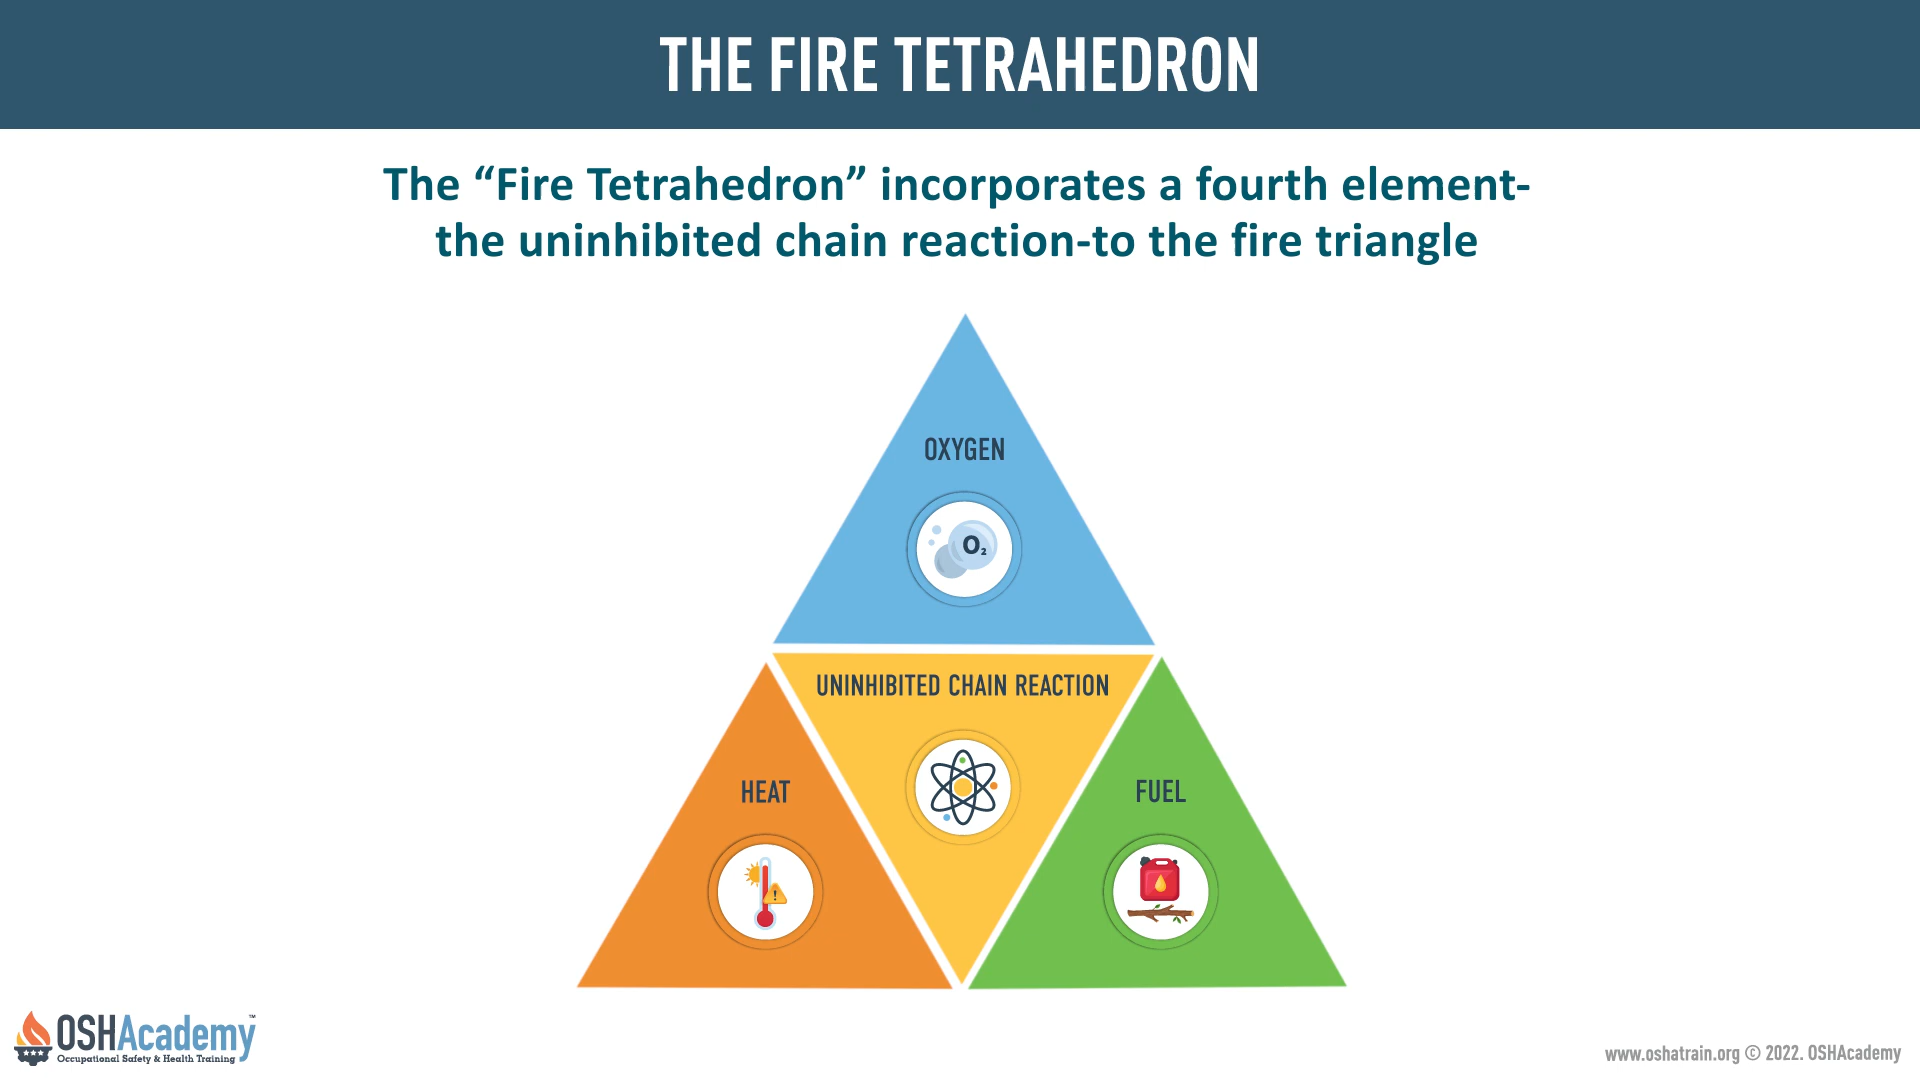 THE FIRE TETRAHEDRON
The “Fire Tetrahedron” incorporates a fourth element-
the uninhibited chain reaction-to the fire triangle
OXYGEN
O₂
UNINHIBITED CHAIN REACTION
HEAT
!
FUEL
OSHAcademy™
Occupational Safety & Health Training
www.oshatrain.org © 2022. OSHAcademy